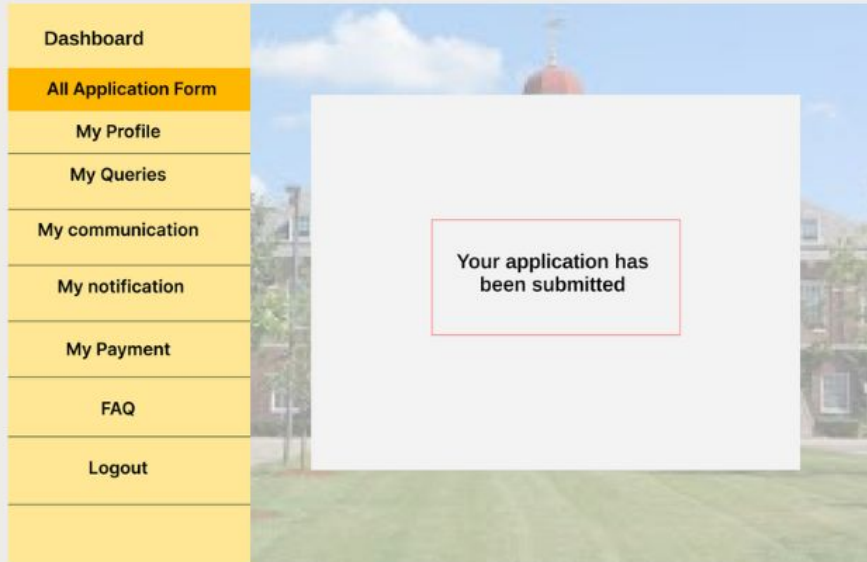 Dashboard
All Application Form
My Profile
My Queries
My communication
My notification
My Payment
FAQ
Logout
Your application has
been submitted